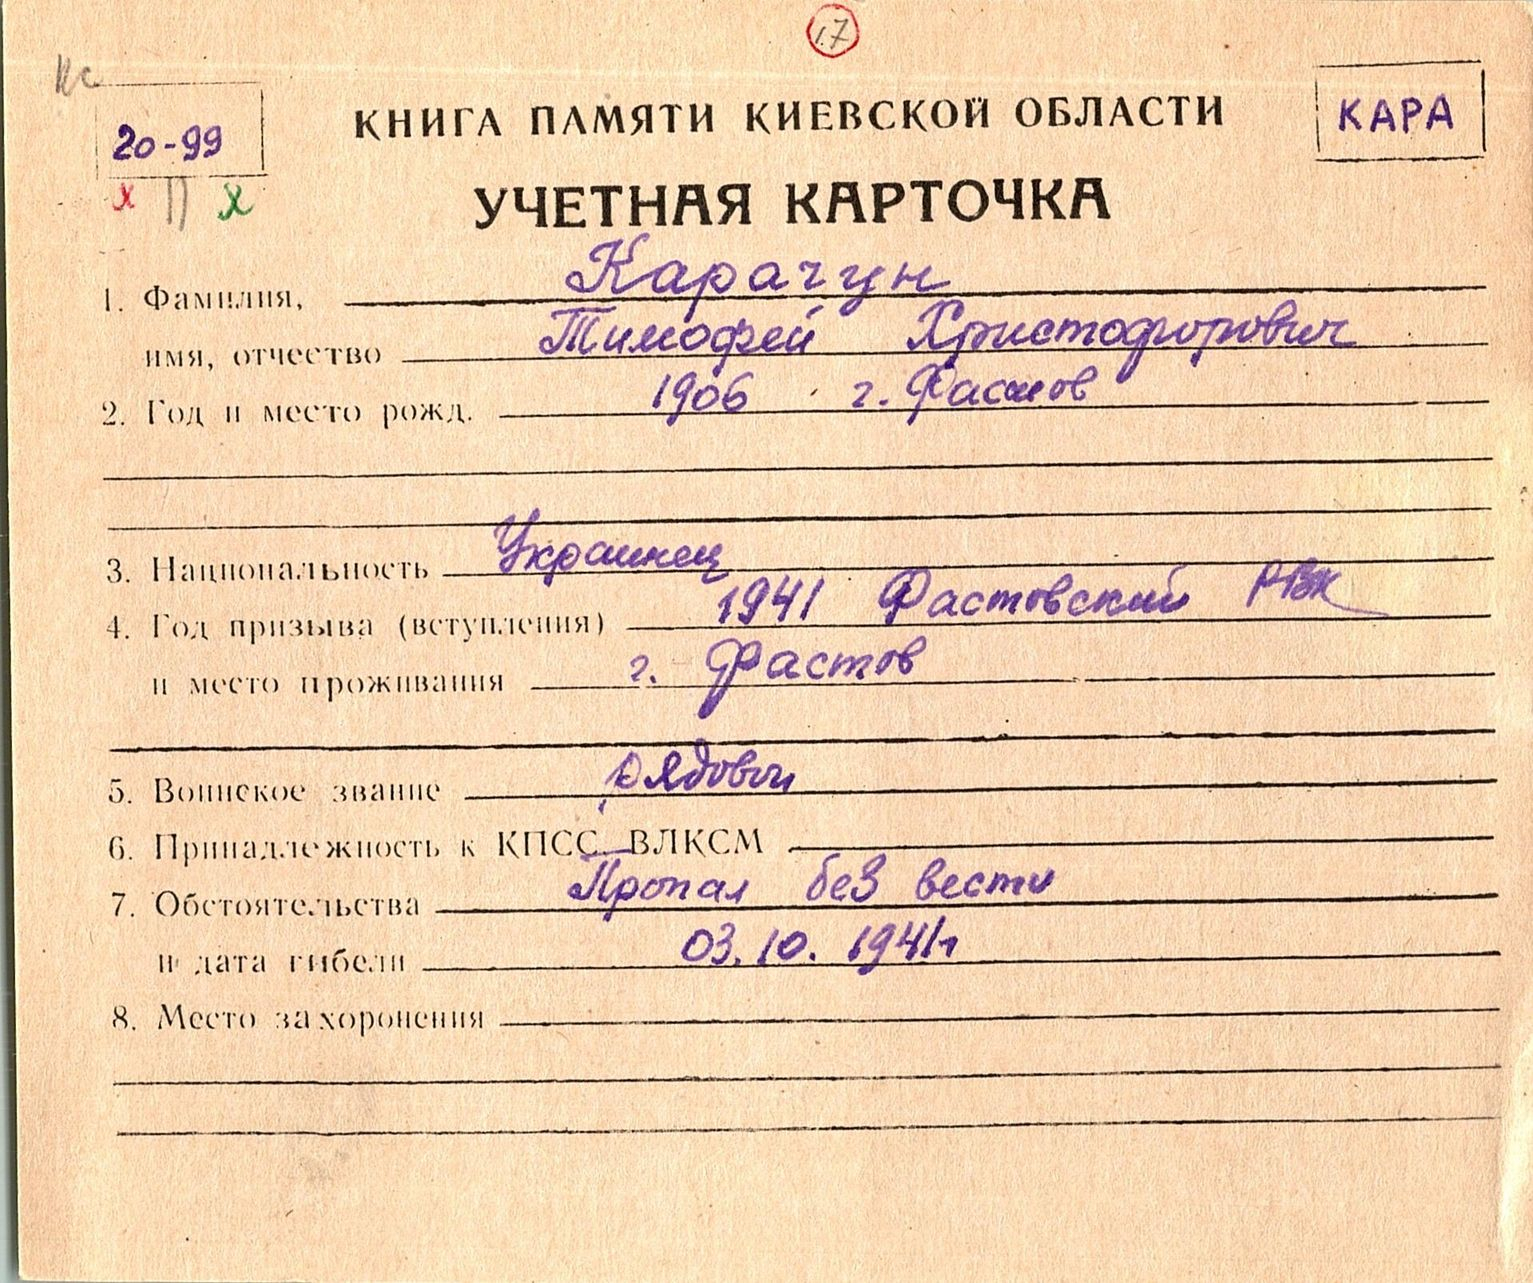 17
20-99
КНИГА ПАМЯТИ КИЕВСКОЙ ОБЛАСТИ
КАРА
х П х
УЧЕТНАЯ КАРТОЧКА
1. Фамилия, Карачун
имя, отчество Тимофей Христофорович
2. Год и место рожд. 1906 г. Фастов
3. Национальность Украинец
4. Год призыва (вступления) 1941 Фастовский РВК
и место проживания г. Фастов
5. Воинское звание рядовой
6. Принадлежность к КПСС, ВЛКСМ
7. Обстоятельства Пропал без вести
и дата гибели 03.10.1941г
8. Место захоронения